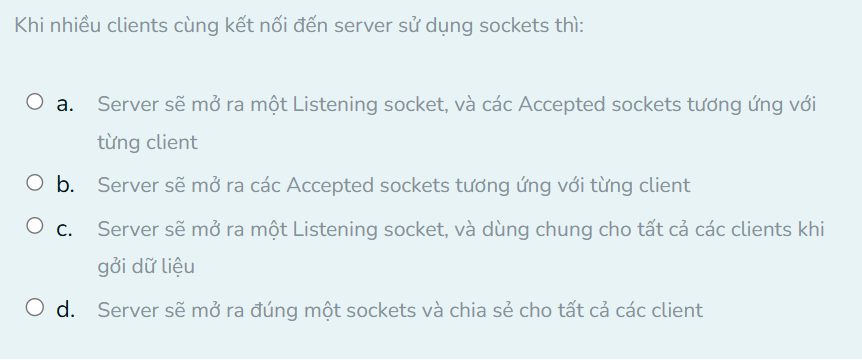 Khi nhiều clients cùng kết nối đến server sử dụng sockets thì:
a. Server sẽ mở ra một Listening socket, và các Accepted sockets tương ứng với
từng client
b. Server sẽ mở ra các Accepted sockets tương ứng với từng client
c. Server sẽ mở ra một Listening socket, và dùng chung cho tất cả các clients khi
gởi dữ liệu
d. Server sẽ mở ra đúng một sockets và chia sẻ cho tất cả các client